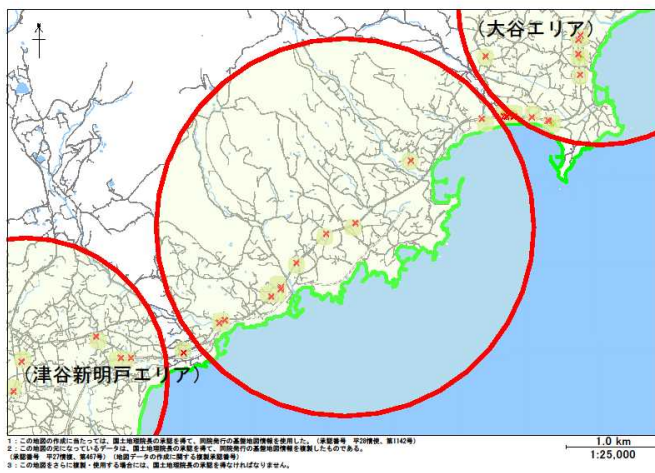 (大谷エリア)
(津谷新明戸エリア)
1:この地図の作成に当たっては、国土地理院長の承認を得て、同院発行の基盤地図情報を使用した。(承認番号 平28情使、第1142号)
2:この地図の元になっているデータは、国土地理院長の承認を得て、同院発行の基盤地図情報を複製したものである。
(承認番号 平27情複、第467号)(地図データの作成に関する複製承認番号)
3:この地図をさらに複製・使用する場合には、国土地理院長の承認を得なければなりません。
1.0 km
1:25,000